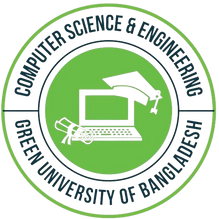 COMPUTER SCIENCE & ENGINEERING
GREEN UNIVERSITY OF BANGLADESH